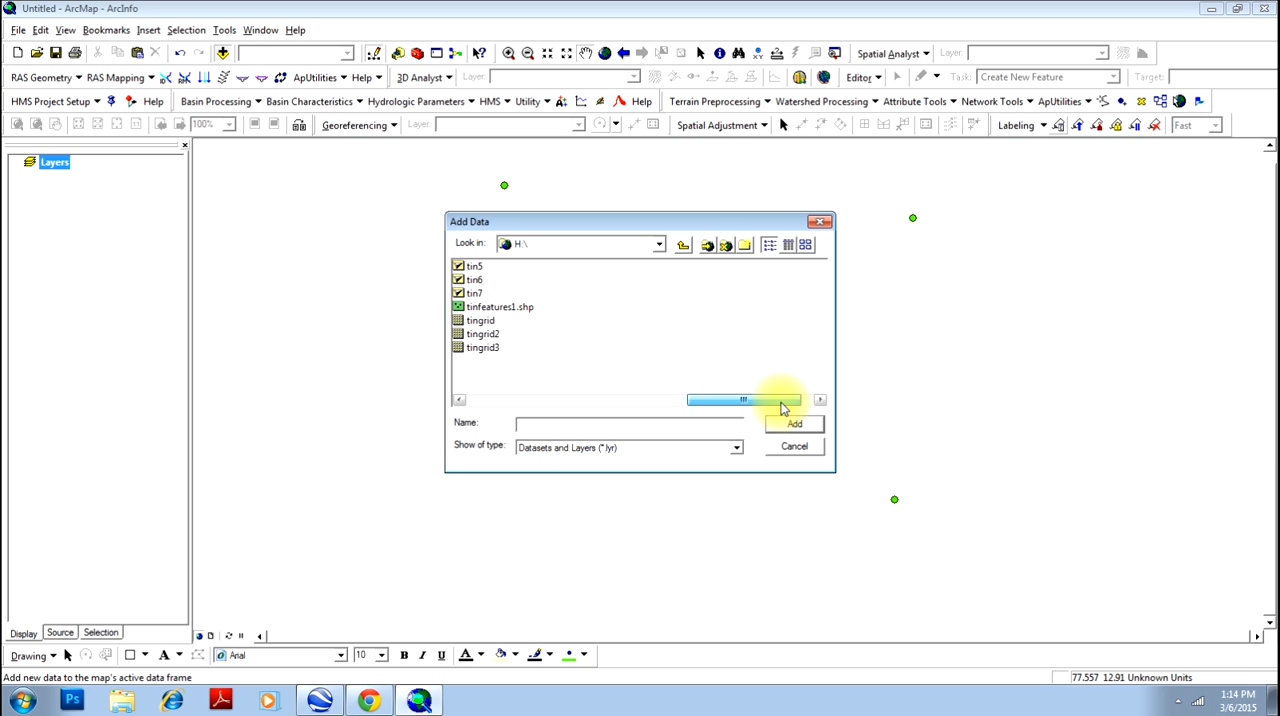 Untitled - ArcMap - ArcInfo
File Edit View Bookmarks Insert Selection Tools Window Help
Spatial Analyst Layer:
RAS Geometry RAS Mapping ApUtilities Help 3D Analyst Layer: Editor Task: Create New Feature Target:
HMS Project Setup Help Basin Processing Basin Characteristics Hydrologic Parameters HMS Utility Help Terrain Preprocessing Watershed Processing Attribute Tools Network Tools ApUtilities
100% Georeferencing Layer: Spatial Adjustment Labeling Fast
Layers
Add Data
Look in: H:\
tin5
tin6
tin7
tinfeatures1.shp
tingrid
tingrid2
tingrid3
Name: Add
Show of type: Datasets and Layers (*.lyr) Cancel
Display Source Selection
Drawing A Arial 10 B I U A
Add new data to the map's active data frame 77.557 12.91 Unknown Units
Ps 1:14 PM
3/6/2015